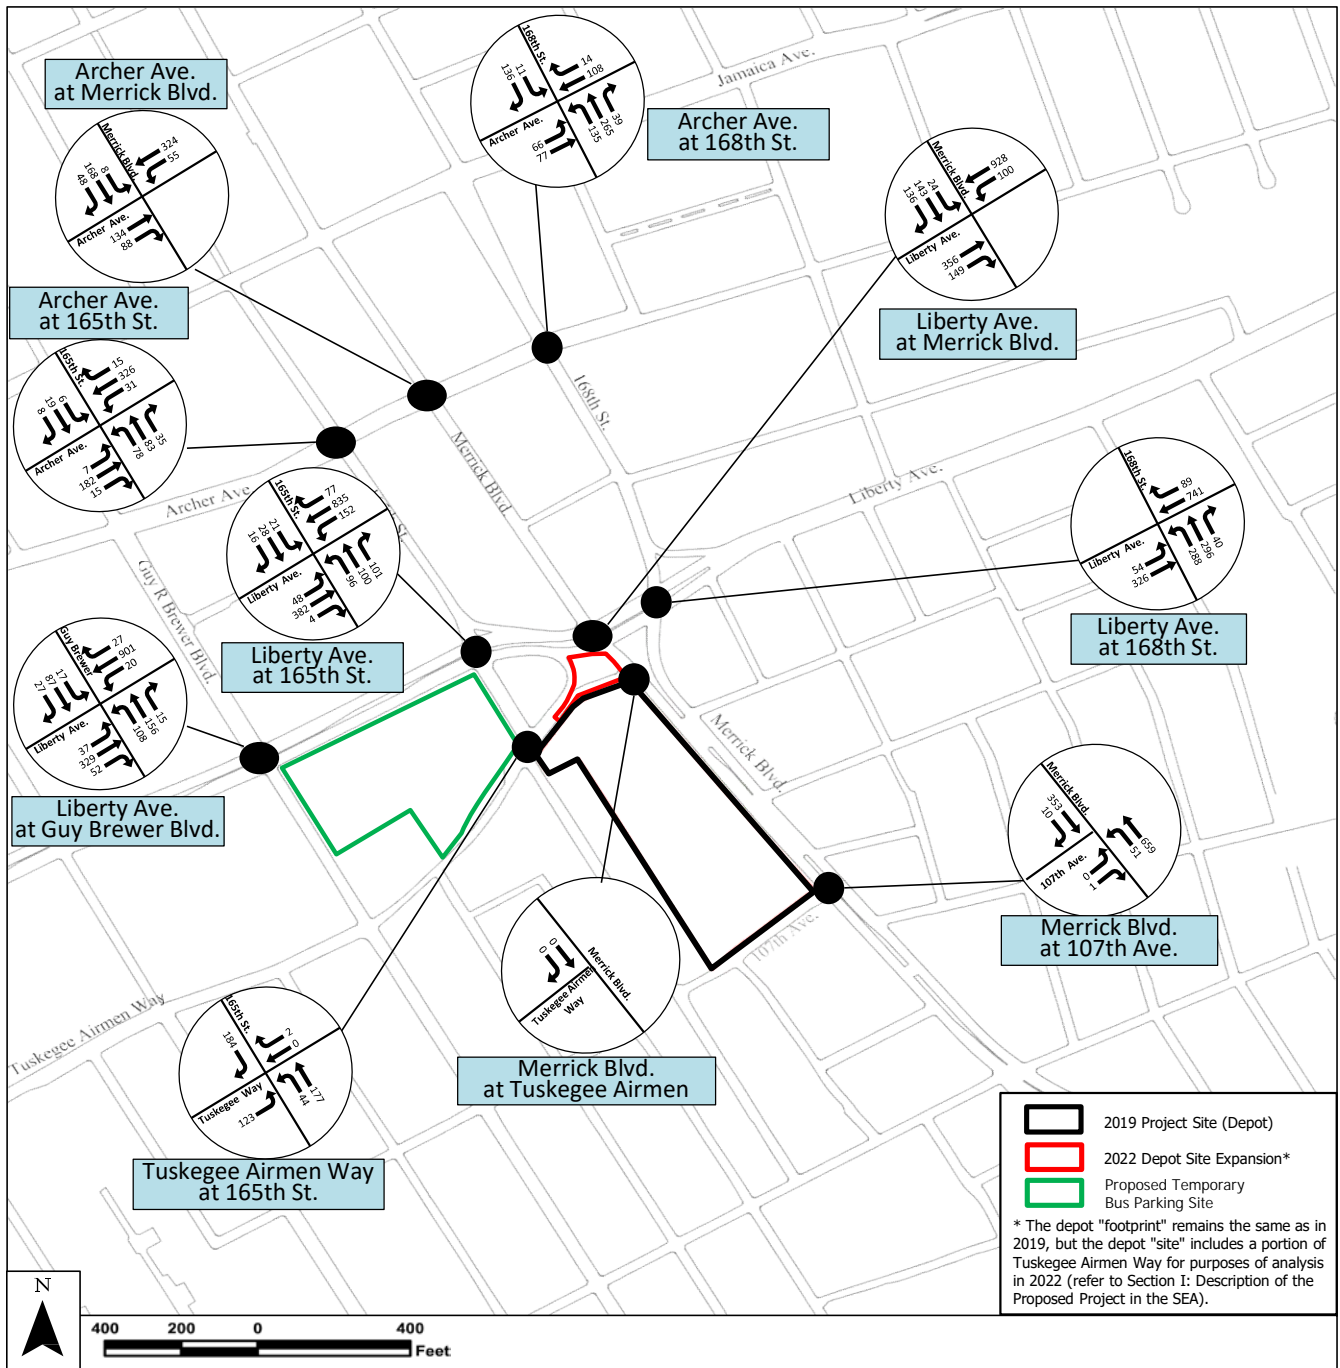 Archer Ave.
at Merrick Blvd.
Merrick Blvd.
8
168
48
324
55
Archer Ave.
134
88
168th St.
11
136
14
108
Archer Ave.
66
77
39
265
135
Archer Ave.
at 168th St.
Jamaica Ave.
Merrick Blvd.
24
143
136
928
100
Liberty Ave.
356
149
Liberty Ave.
at Merrick Blvd.
Archer Ave.
at 165th St.
165th St.
6
19
8
15
326
31
Archer Ave.
7
182
15
35
83
78
168th St.
Merrick Blvd
Archer Ave
St.
Liberty Ave.
165th St.
21
28
16
77
835
152
Liberty Ave.
48
382
4
101
100
96
Liberty Ave.
at 165th St.
168th St.
89
741
Liberty Ave.
54
326
40
296
288
Liberty Ave.
at 168th St.
Guy R Brewer Blvd.
Guy Brewer
17
87
27
27
901
20
Liberty Ave.
37
329
52
15
156
108
Liberty Ave.
at Guy Brewer Blvd.
Merrick Blvd.
Merrick Blvd.
353
10
659
51
107th Ave.
0
1
Merrick Blvd.
at 107th Ave.
107th Ave.
0
0
Merrick Blvd.
Tuskegee Airmen
Way
Merrick Blvd.
at Tuskegee Airmen
Tuskegee Airmen Way
165th St.
184
2
0
Tuskegee Way
123
177
44
Tuskegee Airmen Way
at 165th St.
2019 Project Site (Depot)
2022 Depot Site Expansion*
Proposed Temporary
Bus Parking Site
* The depot "footprint" remains the same as in
2019, but the depot "site" includes a portion of
Tuskegee Airmen Way for purposes of analysis
in 2022 (refer to Section I: Description of the
Proposed Project in the SEA).
N
400 200 0 400
Feet